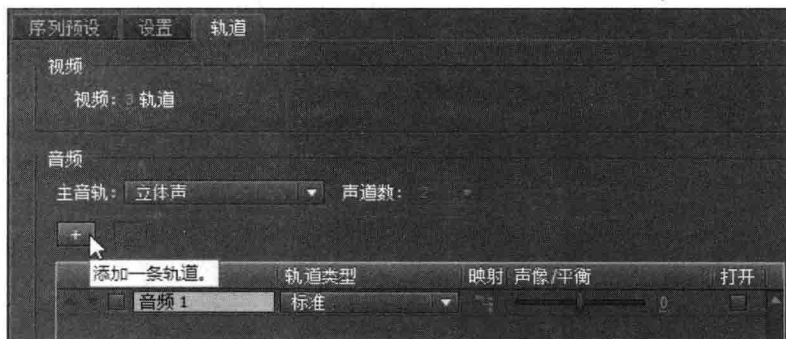 序列预设 设置 轨道
视频
视频: 3 轨道
音频
主音轨: 立体声 声道数: 2
+
添加一条轨道。 轨道类型 映射 声像/平衡 打开
音频 1 标准 0